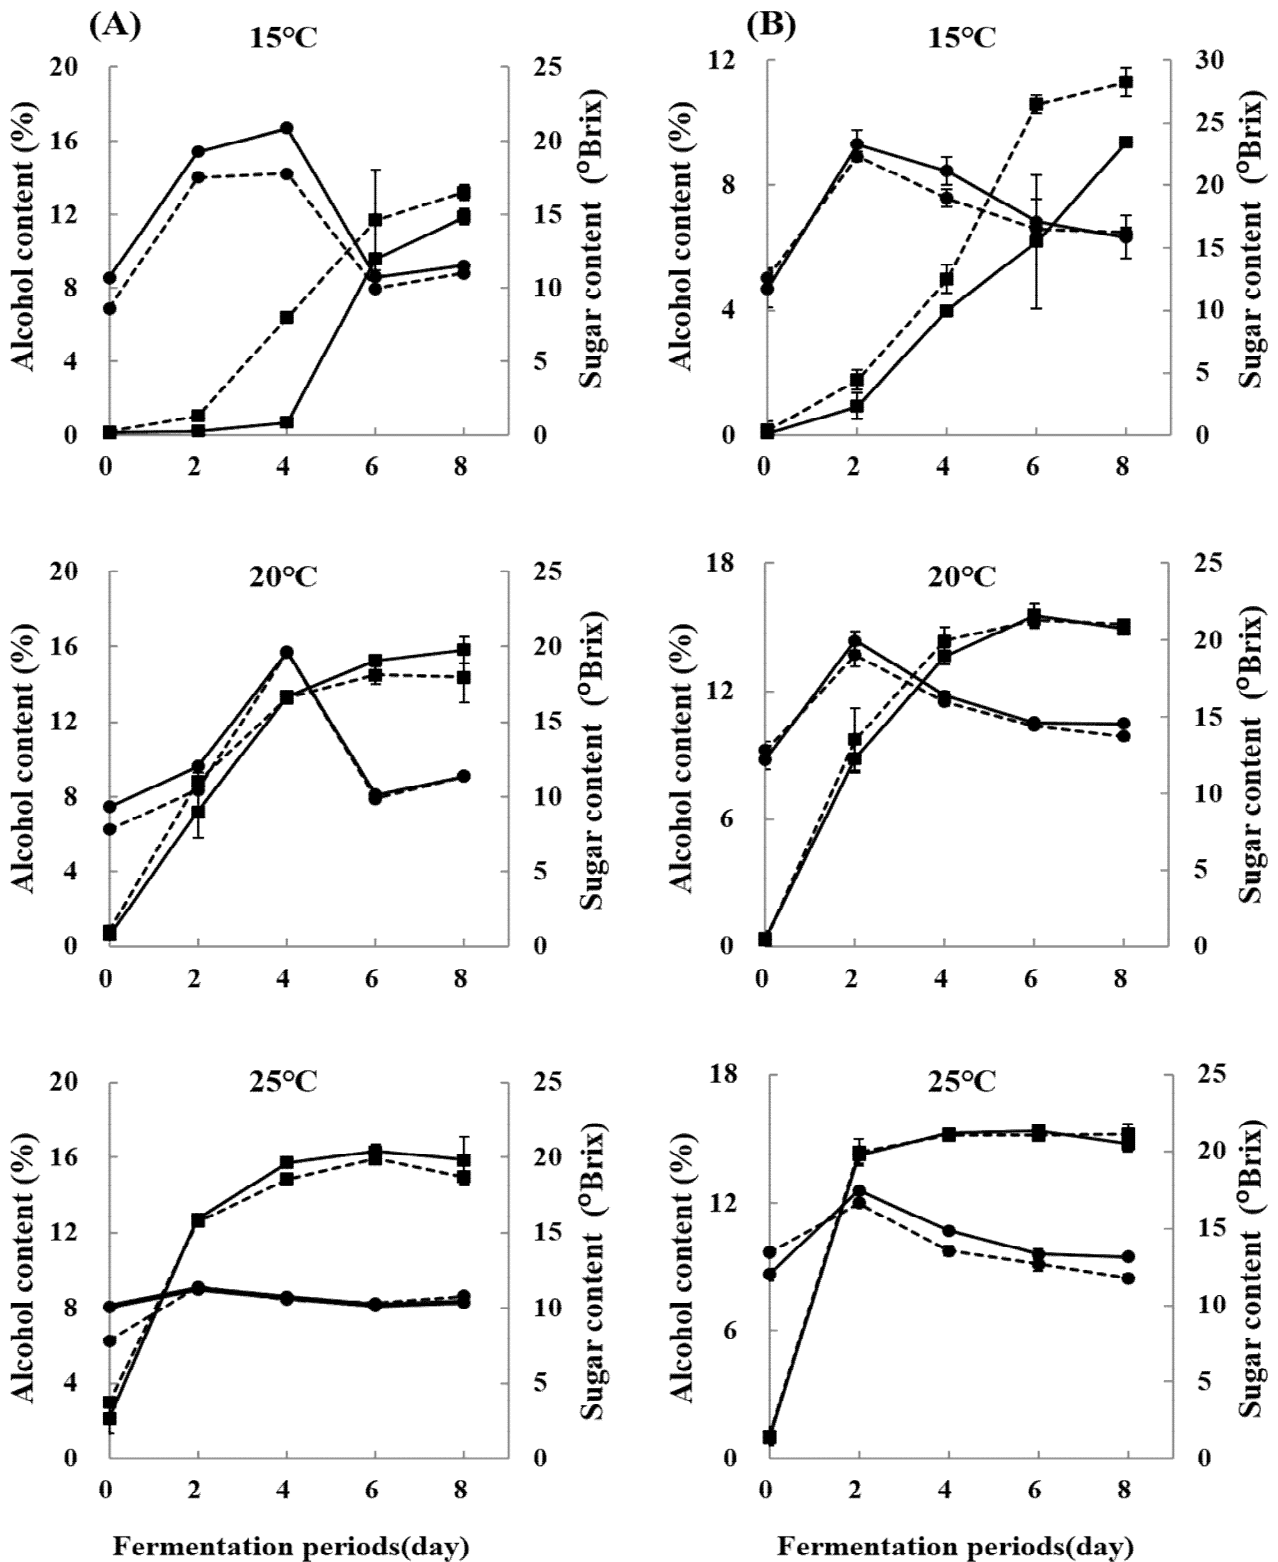 (A) 15°C
20 16 12 8 4 0
Alcohol content (%)
25 20 15 10 5 0
Sugar content (°Brix)
0 2 4 6 8
(B) 15°C
12 8 4 0
Alcohol content (%)
30 25 20 15 10 5 0
Sugar content (°Brix)
0 2 4 6 8
20°C
20 16 12 8 4 0
Alcohol content (%)
25 20 15 10 5 0
Sugar content (°Brix)
0 2 4 6 8
20°C
18 12 6 0
Alcohol content (%)
25 20 15 10 5 0
Sugar content (°Brix)
0 2 4 6 8
25°C
20 16 12 8 4 0
Alcohol content (%)
25 20 15 10 5 0
Sugar content (°Brix)
0 2 4 6 8
Fermentation periods(day)
25°C
18 12 6 0
Alcohol content (%)
25 20 15 10 5 0
Sugar content (°Brix)
0 2 4 6 8
Fermentation periods(day)